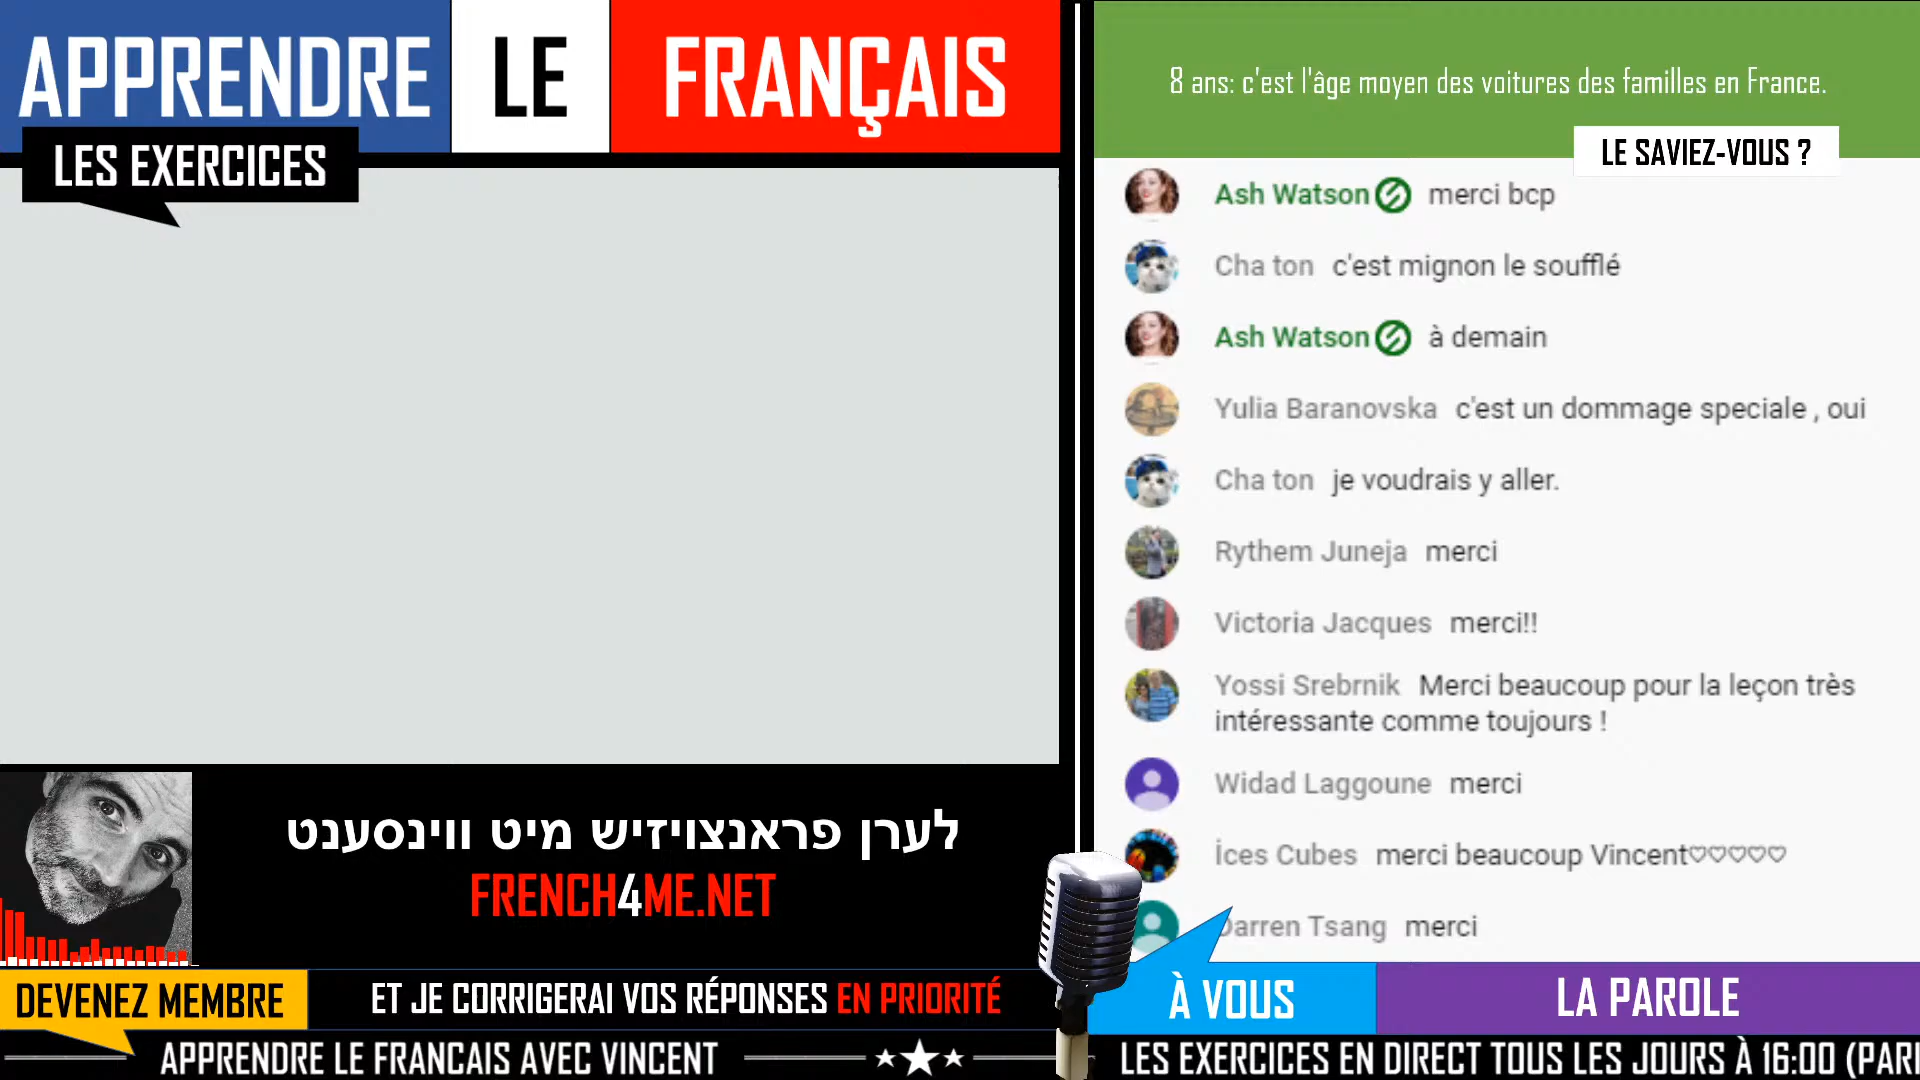 APPRENDRE LE FRANÇAIS
LES EXERCICES
8 ans: c'est l'âge moyen des voitures des familles en France.
LE SAVIEZ-VOUS ?
Ash Watson merci bcp
Cha ton c'est mignon le soufflé
Ash Watson à demain
Yulia Baranovska c'est un dommage speciale , oui
Cha ton je voudrais y aller.
Rythem Juneja merci
Victoria Jacques merci!!
Yossi Srebrnik Merci beaucoup pour la leçon très
intéressante comme toujours !
Widad Laggoune merci
İces Cubes merci beaucoup Vincent♡♡♡♡♡
Darren Tsang merci
לערן פראנצויזיש מיט ווינסענט
FRENCH4ME.NET
DEVENEZ MEMBRE
ET JE CORRIGERAI VOS RÉPONSES EN PRIORITÉ
À VOUS
LA PAROLE
APPRENDRE LE FRANCAIS AVEC VINCENT
LES EXERCICES EN DIRECT TOUS LES JOURS À 16:00 (PARI